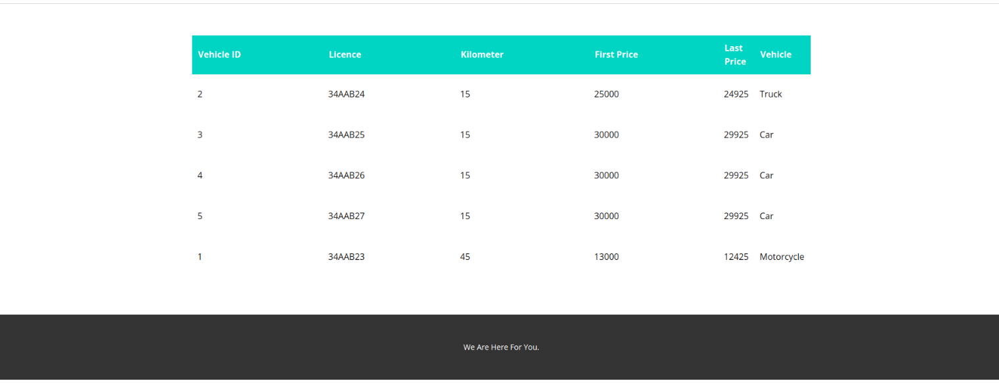 Vehicle ID Licence Kilometer First Price Last Price Vehicle
2 34AAB24 15 25000 24925 Truck
3 34AAB25 15 30000 29925 Car
4 34AAB26 15 30000 29925 Car
5 34AAB27 15 30000 29925 Car
1 34AAB23 45 13000 12425 Motorcycle
We Are Here For You.